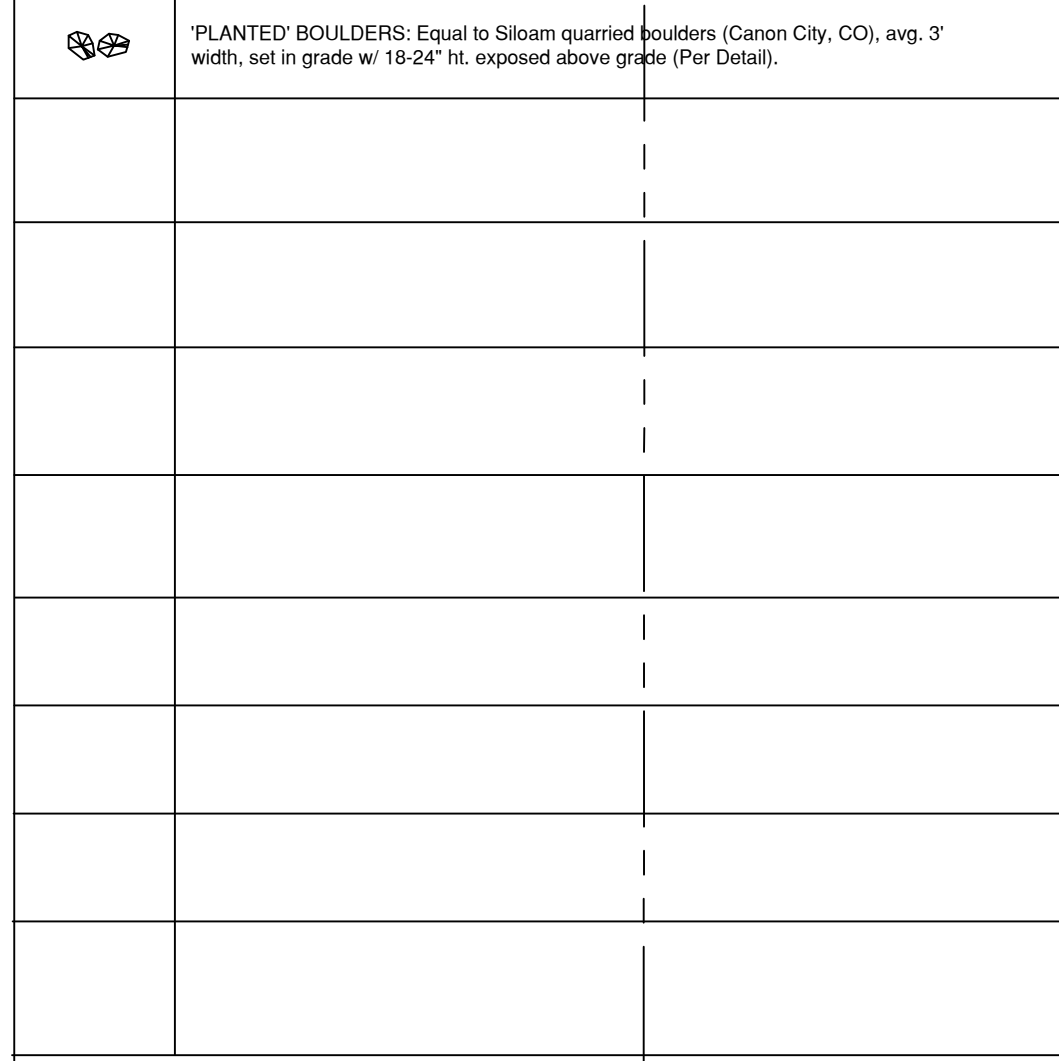 'PLANTED' BOULDERS: Equal to Siloam quarried boulders (Canon City, CO), avg. 3'
width, set in grade w/ 18-24" ht. exposed above grade (Per Detail).